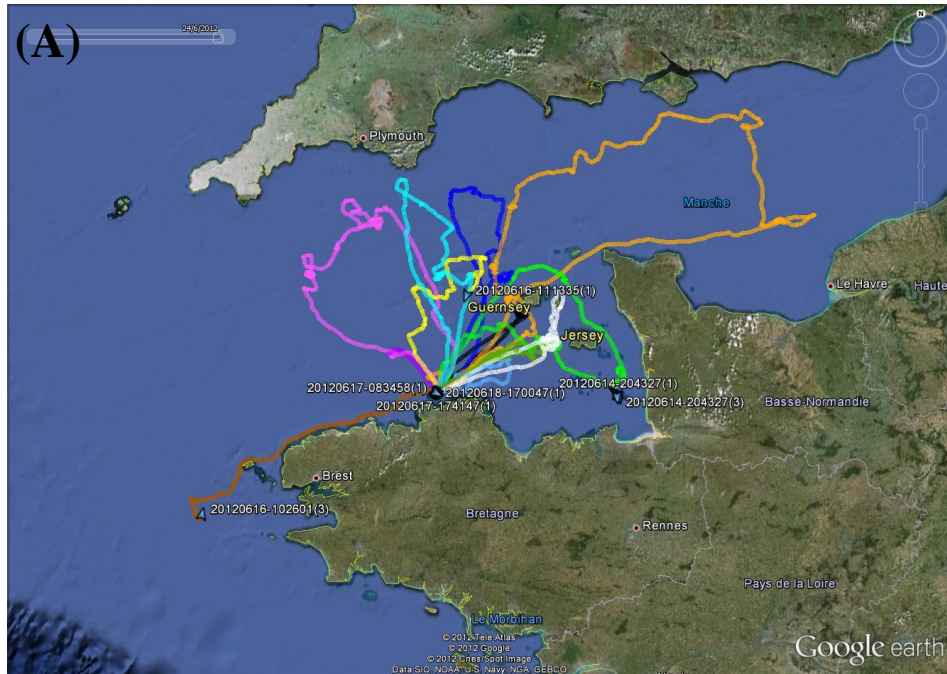 24/6/2012
(A)
N
Plymouth
Manche
Le Havre
Haute
20120616-111335(1)
Guernsey
Jersey
20120617-083458(1)
20120618-170047(1)
20120614-204327(1)
20120617-174147(1)
20120614-204327(3)
Basse-Normandie
Brest
20120616-102601(3)
Bretagne
Rennes
Pays de la Loire
Le Morbihan
© 2012 Tele Atlas
© 2012 Google
© 2012 Cnes/Spot Image
Data SIO, NOAA, U.S. Navy, NGA, GEBCO
Google earth